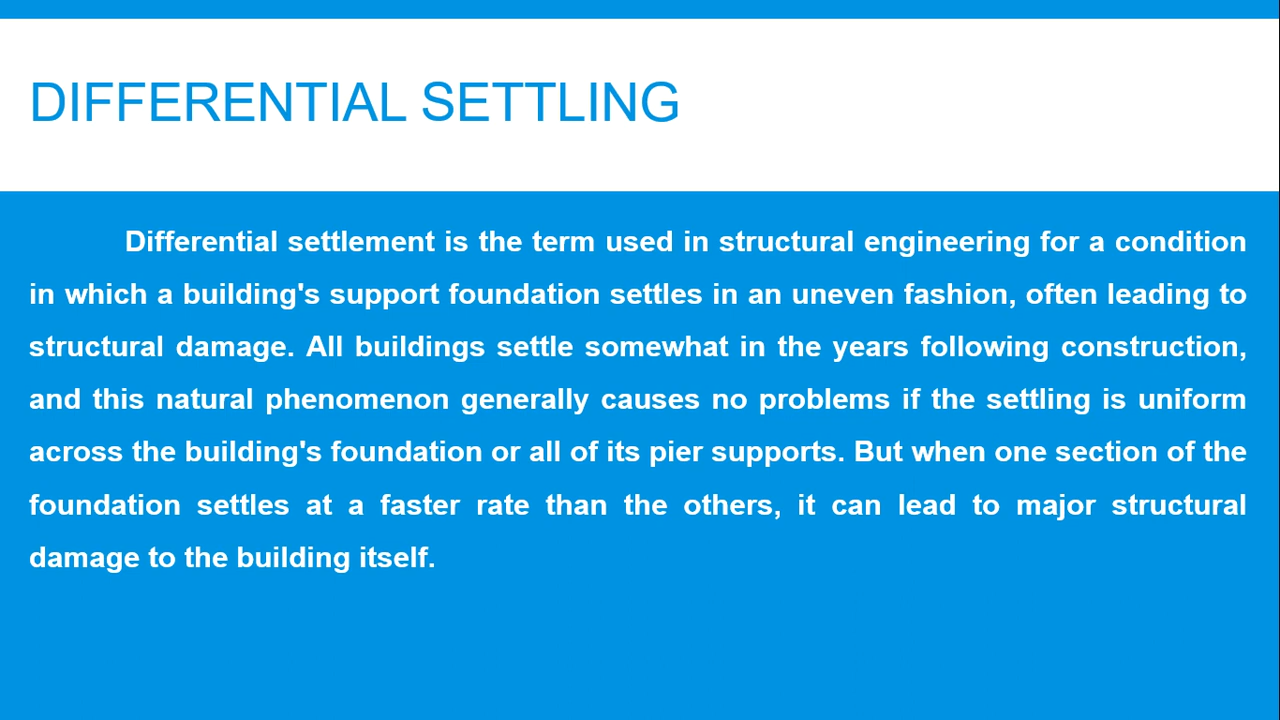 DIFFERENTIAL SETTLING
Differential settlement is the term used in structural engineering for a condition
in which a building's support foundation settles in an uneven fashion, often leading to
structural damage. All buildings settle somewhat in the years following construction,
and this natural phenomenon generally causes no problems if the settling is uniform
across the building's foundation or all of its pier supports. But when one section of the
foundation settles at a faster rate than the others, it can lead to major structural
damage to the building itself.